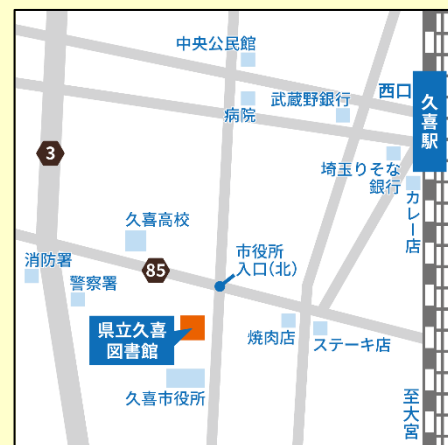 中央公民館
病院
武蔵野銀行
西口
久喜駅
埼玉りそな
銀行
カレー店
3
久喜高校
市役所
入口(北)
消防署
85
警察署
県立久喜
図書館
焼肉店
ステーキ店
久喜市役所
至大宮